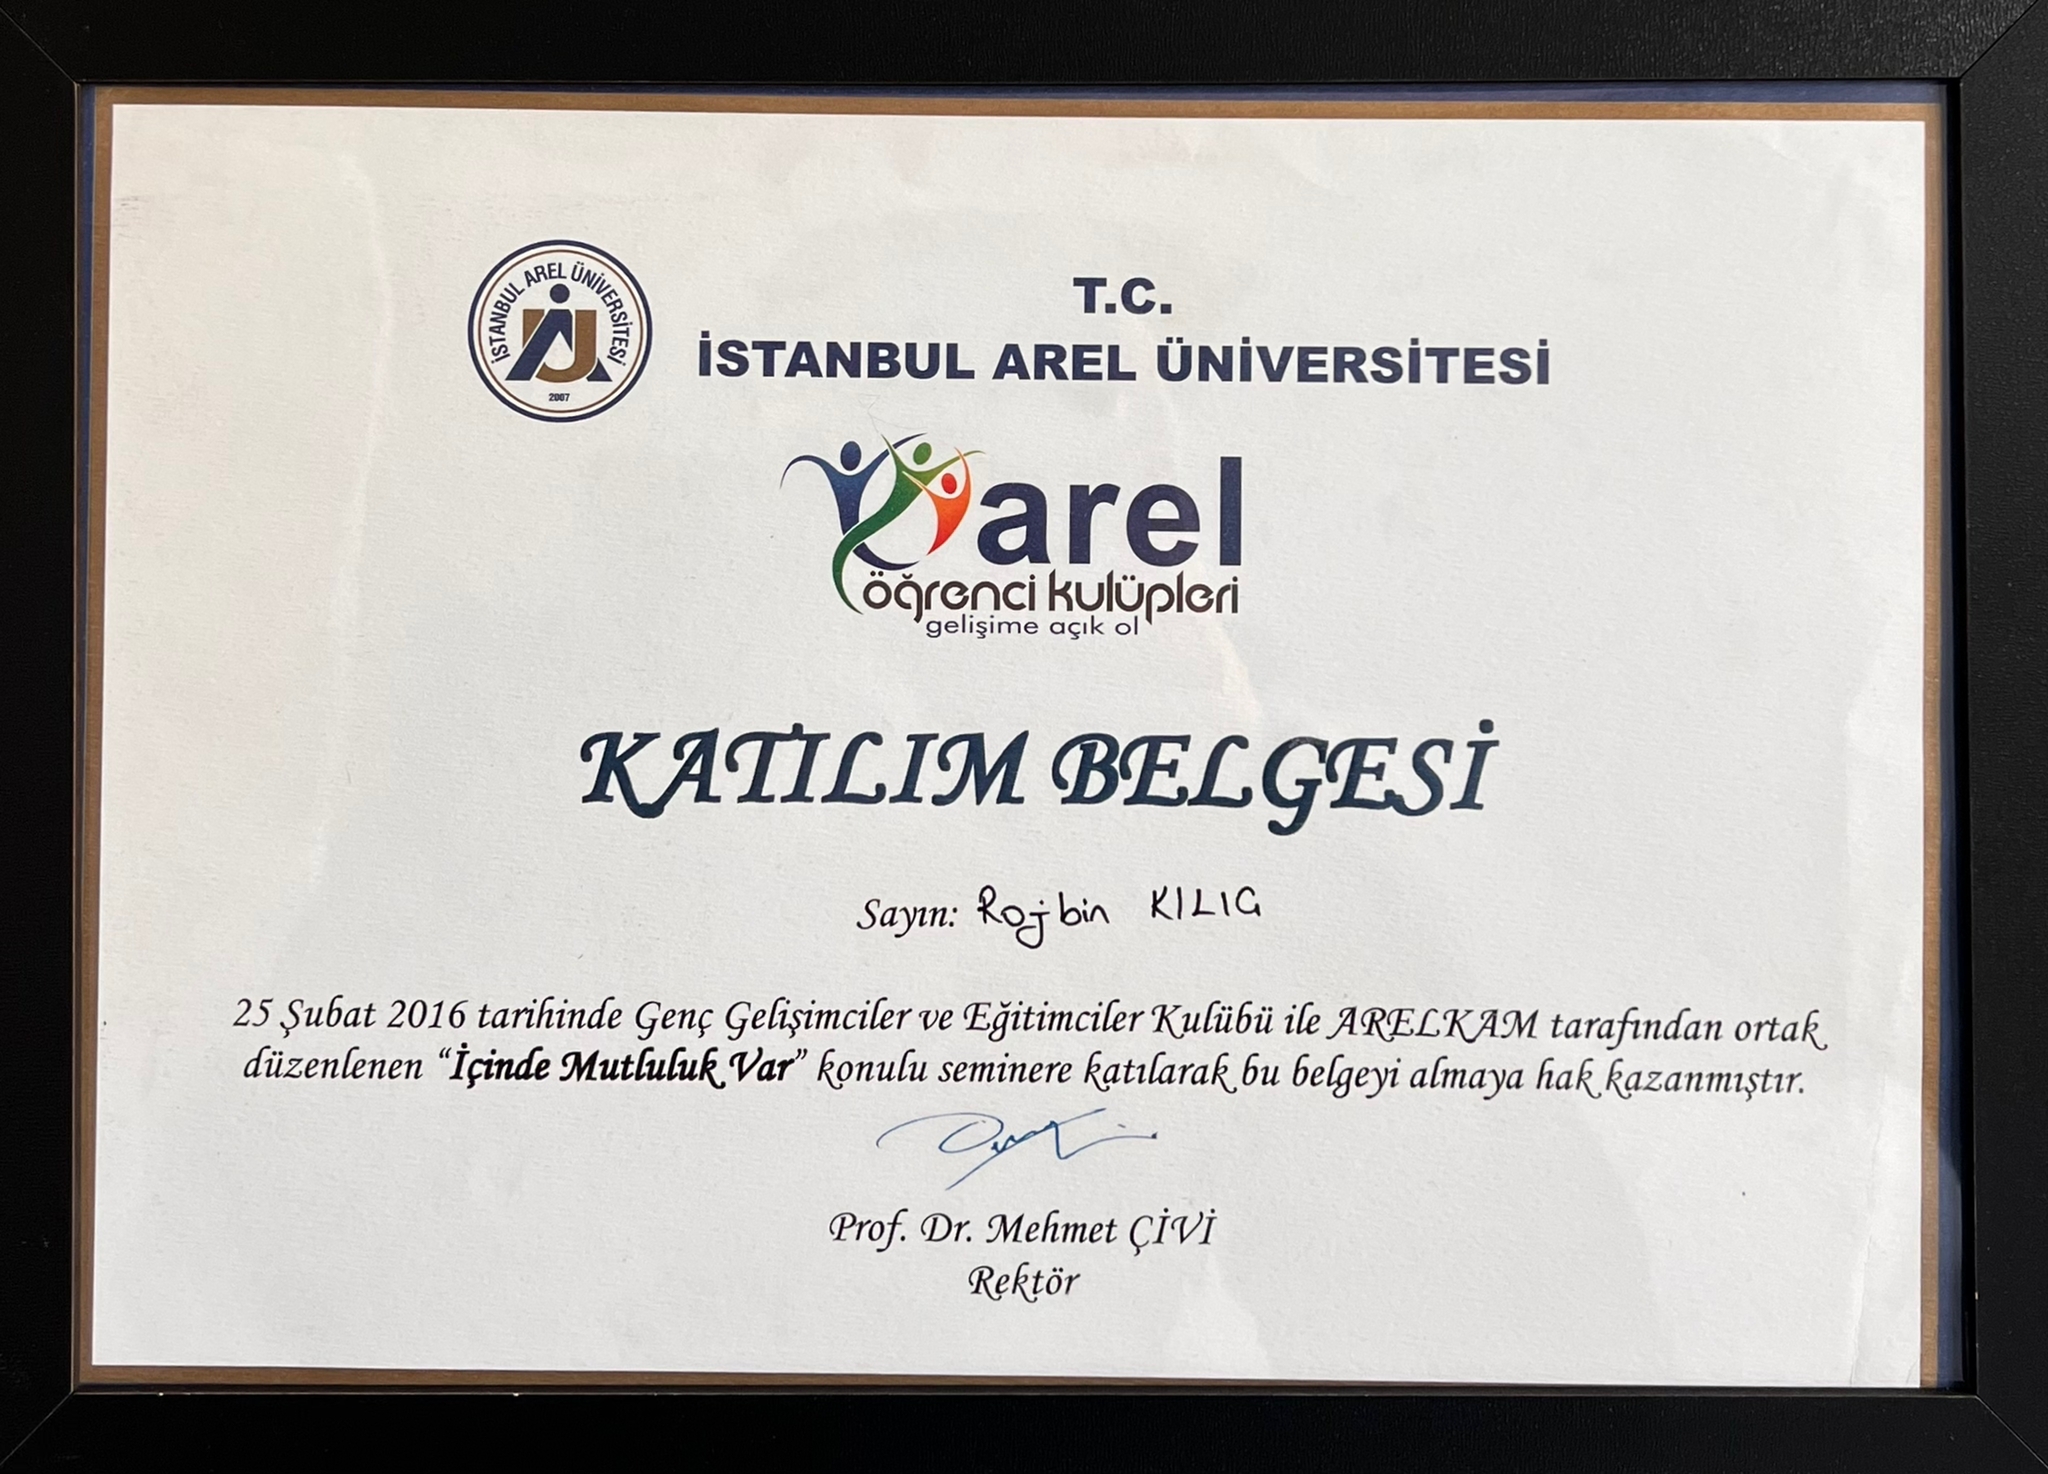 İSTANBUL AREL ÜNİVERSİTESİ
2007
T.C.
İSTANBUL AREL ÜNİVERSİTESİ
arel
öğrenci kulüpleri
gelişime açık ol
KATILIM BELGESİ
Sayın: Rojbin KILIG
25 Şubat 2016 tarihinde Genç Gelişimciler ve Eğitimciler Kulübü ile ARELKAM tarafından ortak
düzenlenen “İçinde Mutluluk Var” konulu seminere katılarak bu belgeyi almaya hak kazanmıştır.
Prof. Dr. Mehmet ÇİVİ
Rektör